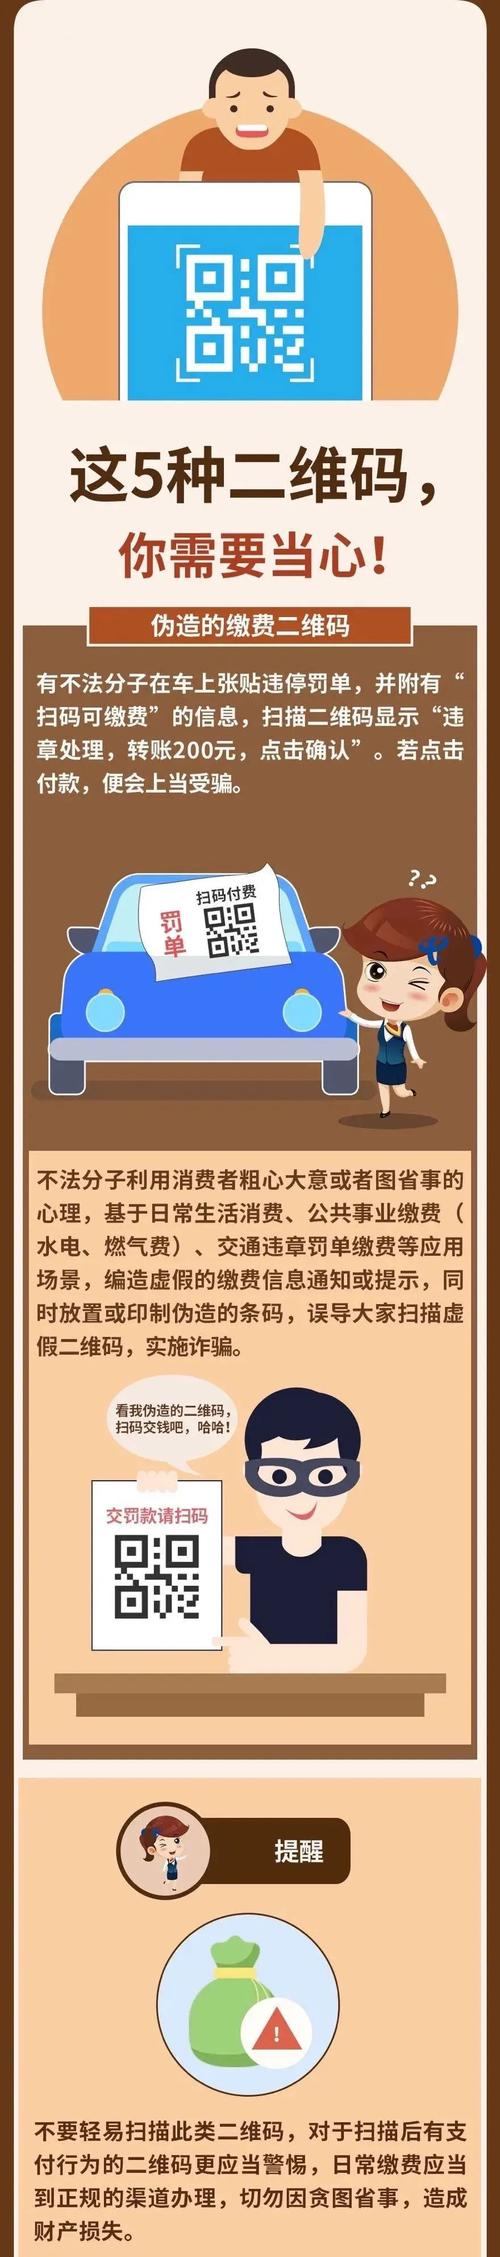 这5种二维码，
你需要当心！
伪造的缴费二维码
有不法分子在车上张贴违停罚单，并附有“
扫码可缴费”的信息，扫描二维码显示“违
章处理，转账200元，点击确认”。若点击
付款，便会上当受骗。
??
扫码付费
罚
单
不法分子利用消费者粗心大意或者图省事的
心理，基于日常生活消费、公共事业缴费（
水电、燃气费）、交通违章罚单缴费等应用
场景，编造虚假的缴费信息通知或提示，同
时放置或印制伪造的条码，误导大家扫描虚
假二维码，实施诈骗。
看我伪造的二维码，
扫码交钱吧，哈哈！
交罚款请扫码
提醒
!
不要轻易扫描此类二维码，对于扫描后有支
付行为的二维码更应当警惕，日常缴费应当
到正规的渠道办理，切勿因贪图省事，造成
财产损失。